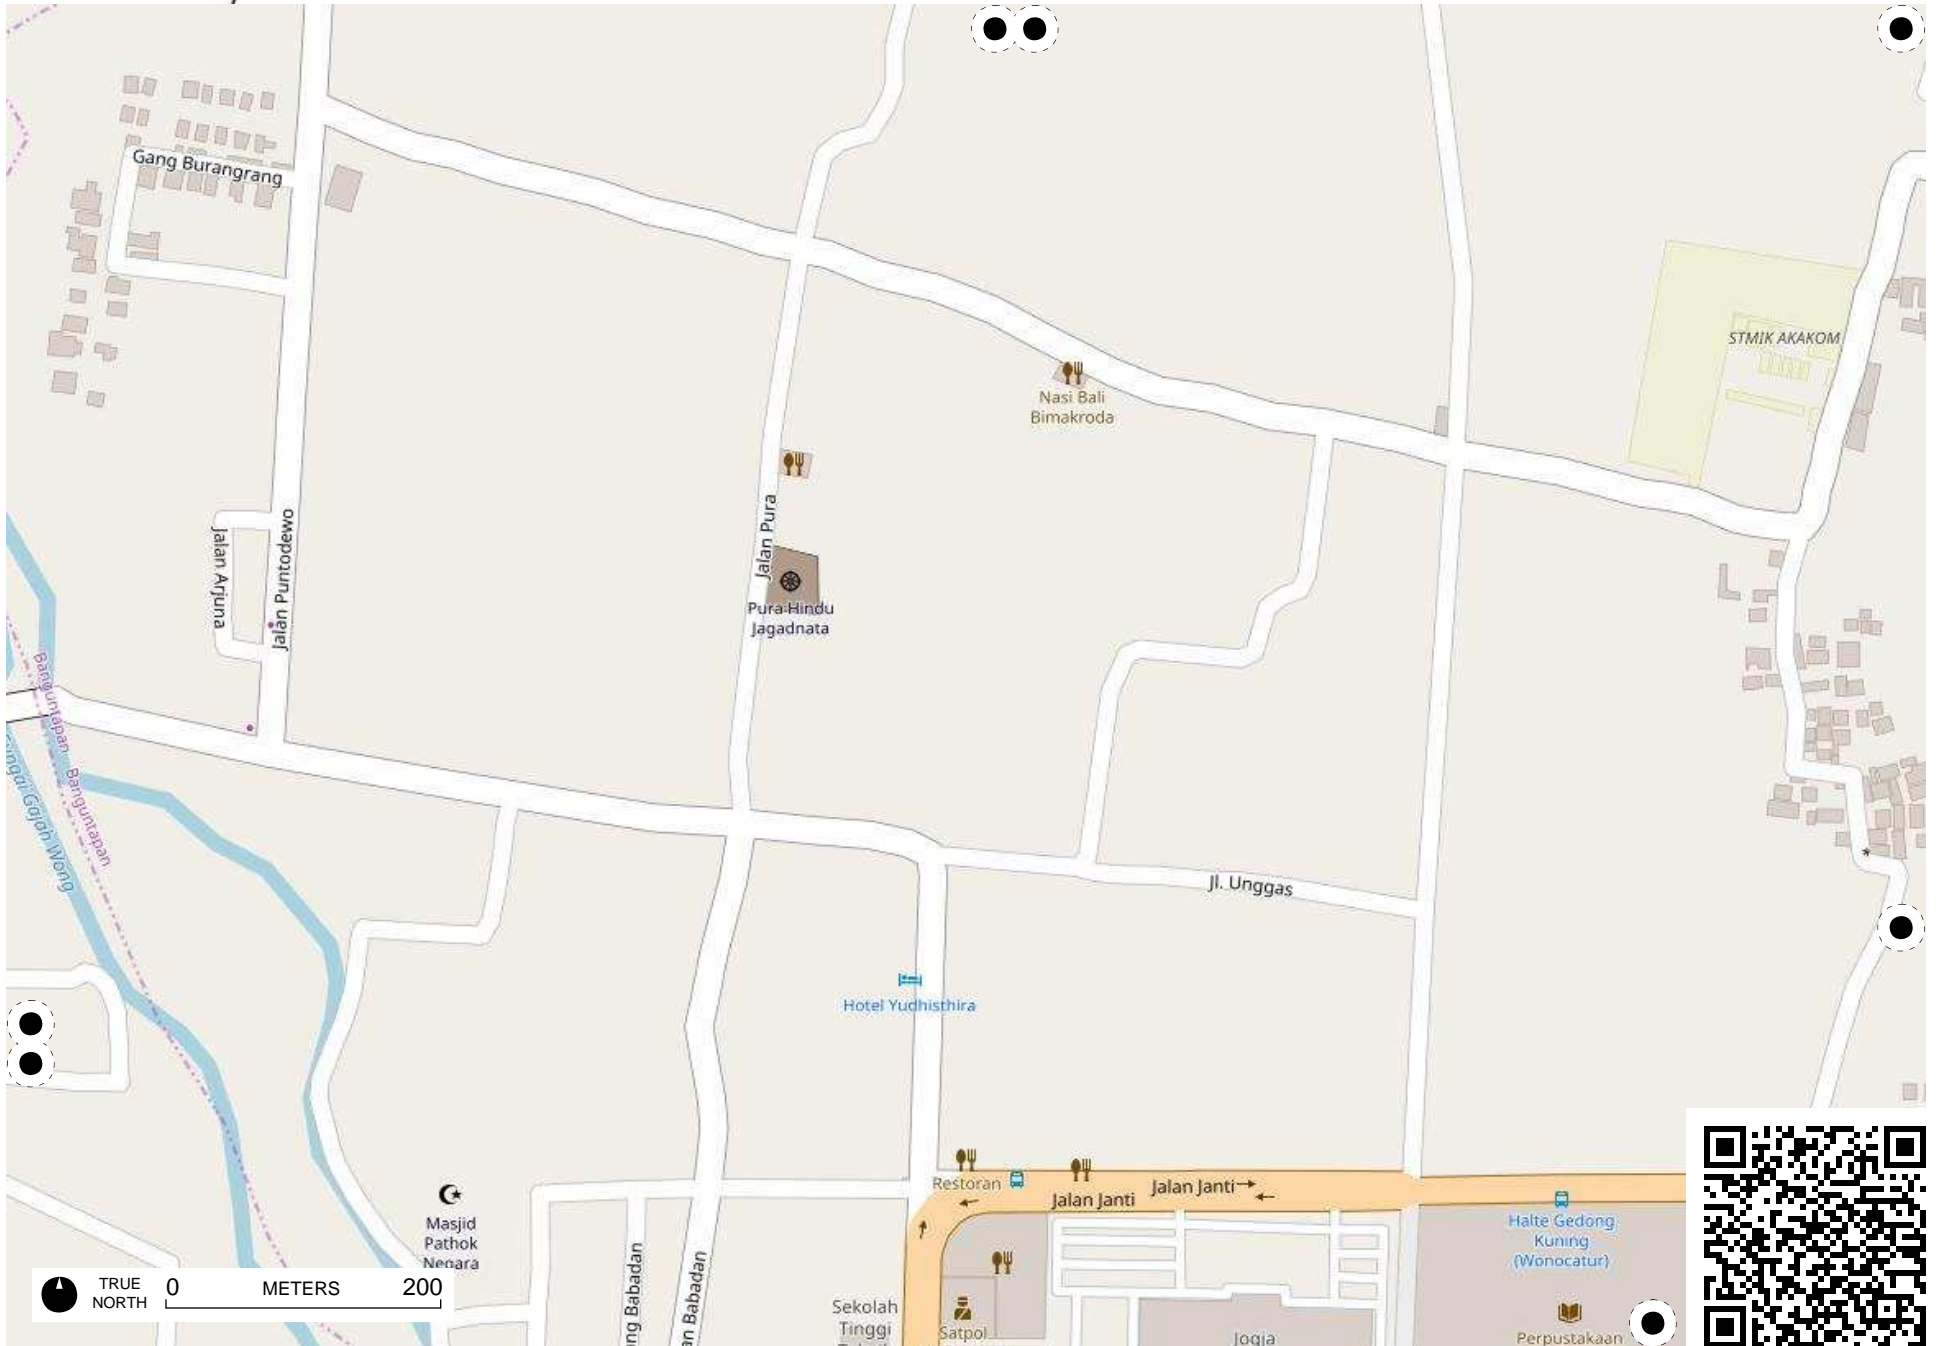 Gang Burangrang
STMIK AKAKOM
Nasi Bali
Bimakroda
Jalan Pura
Jalan Arjuna
Jalan Puntodewo
Pura Hindu
Jagadnata
Banguntapan
Banguntapan
Gajah Wong
Jl. Unggas
Hotel Yudhisthira
Restoran
Jalan Janti
Jalan Janti
Masjid
Pathok
Negara
Halte Gedong
Kuning
(Wonocatur)
TRUE
NORTH
0
METERS
200
Babadan
Babadan
Sekolah
Tinggi
Satpol
Jogja
Perpustakaan